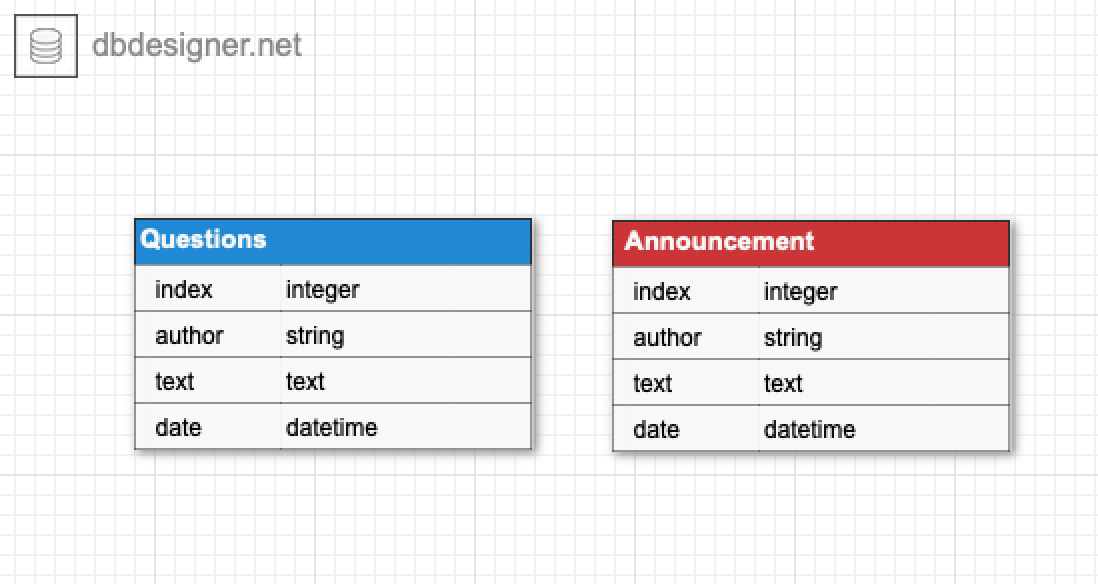 dbdesigner.net
Questions
index integer
author string
text text
date datetime
Announcement
index integer
author string
text text
date datetime